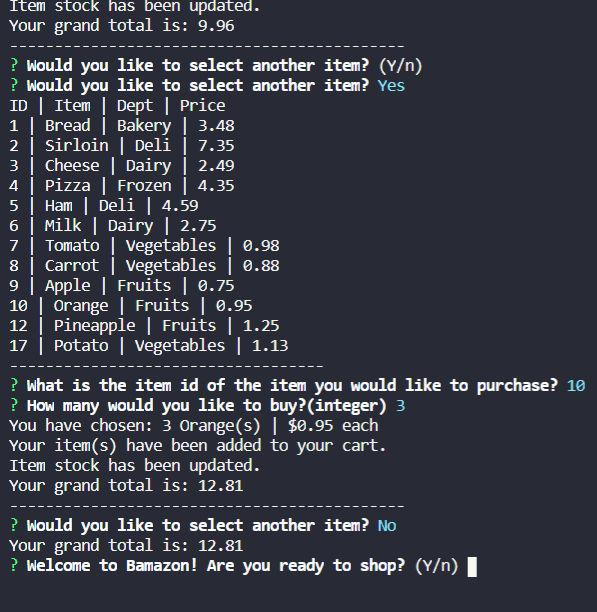 Item stock has been updated.
Your grand total is: 9.96
--------------------------------------------
? Would you like to select another item? (Y/n)
? Would you like to select another item? Yes
ID | Item | Dept | Price
1 | Bread | Bakery | 3.48
2 | Sirloin | Deli | 7.35
3 | Cheese | Dairy | 2.49
4 | Pizza | Frozen | 4.35
5 | Ham | Deli | 4.59
6 | Milk | Dairy | 2.75
7 | Tomato | Vegetables | 0.98
8 | Carrot | Vegetables | 0.88
9 | Apple | Fruits | 0.75
10 | Orange | Fruits | 0.95
12 | Pineapple | Fruits | 1.25
17 | Potato | Vegetables | 1.13
-----------------------------------
? What is the item id of the item you would like to purchase? 10
? How many would you like to buy?(integer) 3
You have chosen: 3 Orange(s) | $0.95 each
Your item(s) have been added to your cart.
Item stock has been updated.
Your grand total is: 12.81
--------------------------------------------
? Would you like to select another item? No
Your grand total is: 12.81
? Welcome to Bamazon! Are you ready to shop? (Y/n)